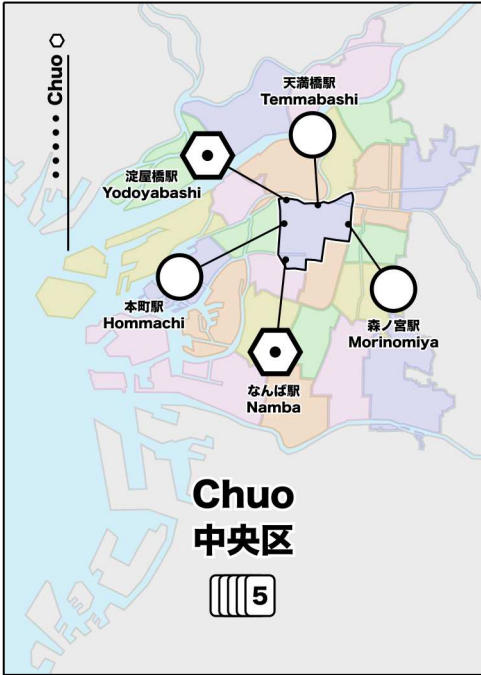 Chuo
天満橋駅
Temmabashi
淀屋橋駅
Yodoyabashi
本町駅
Hommachi
森ノ宮駅
Morinomiya
なんば駅
Namba
Chuo
中央区
5